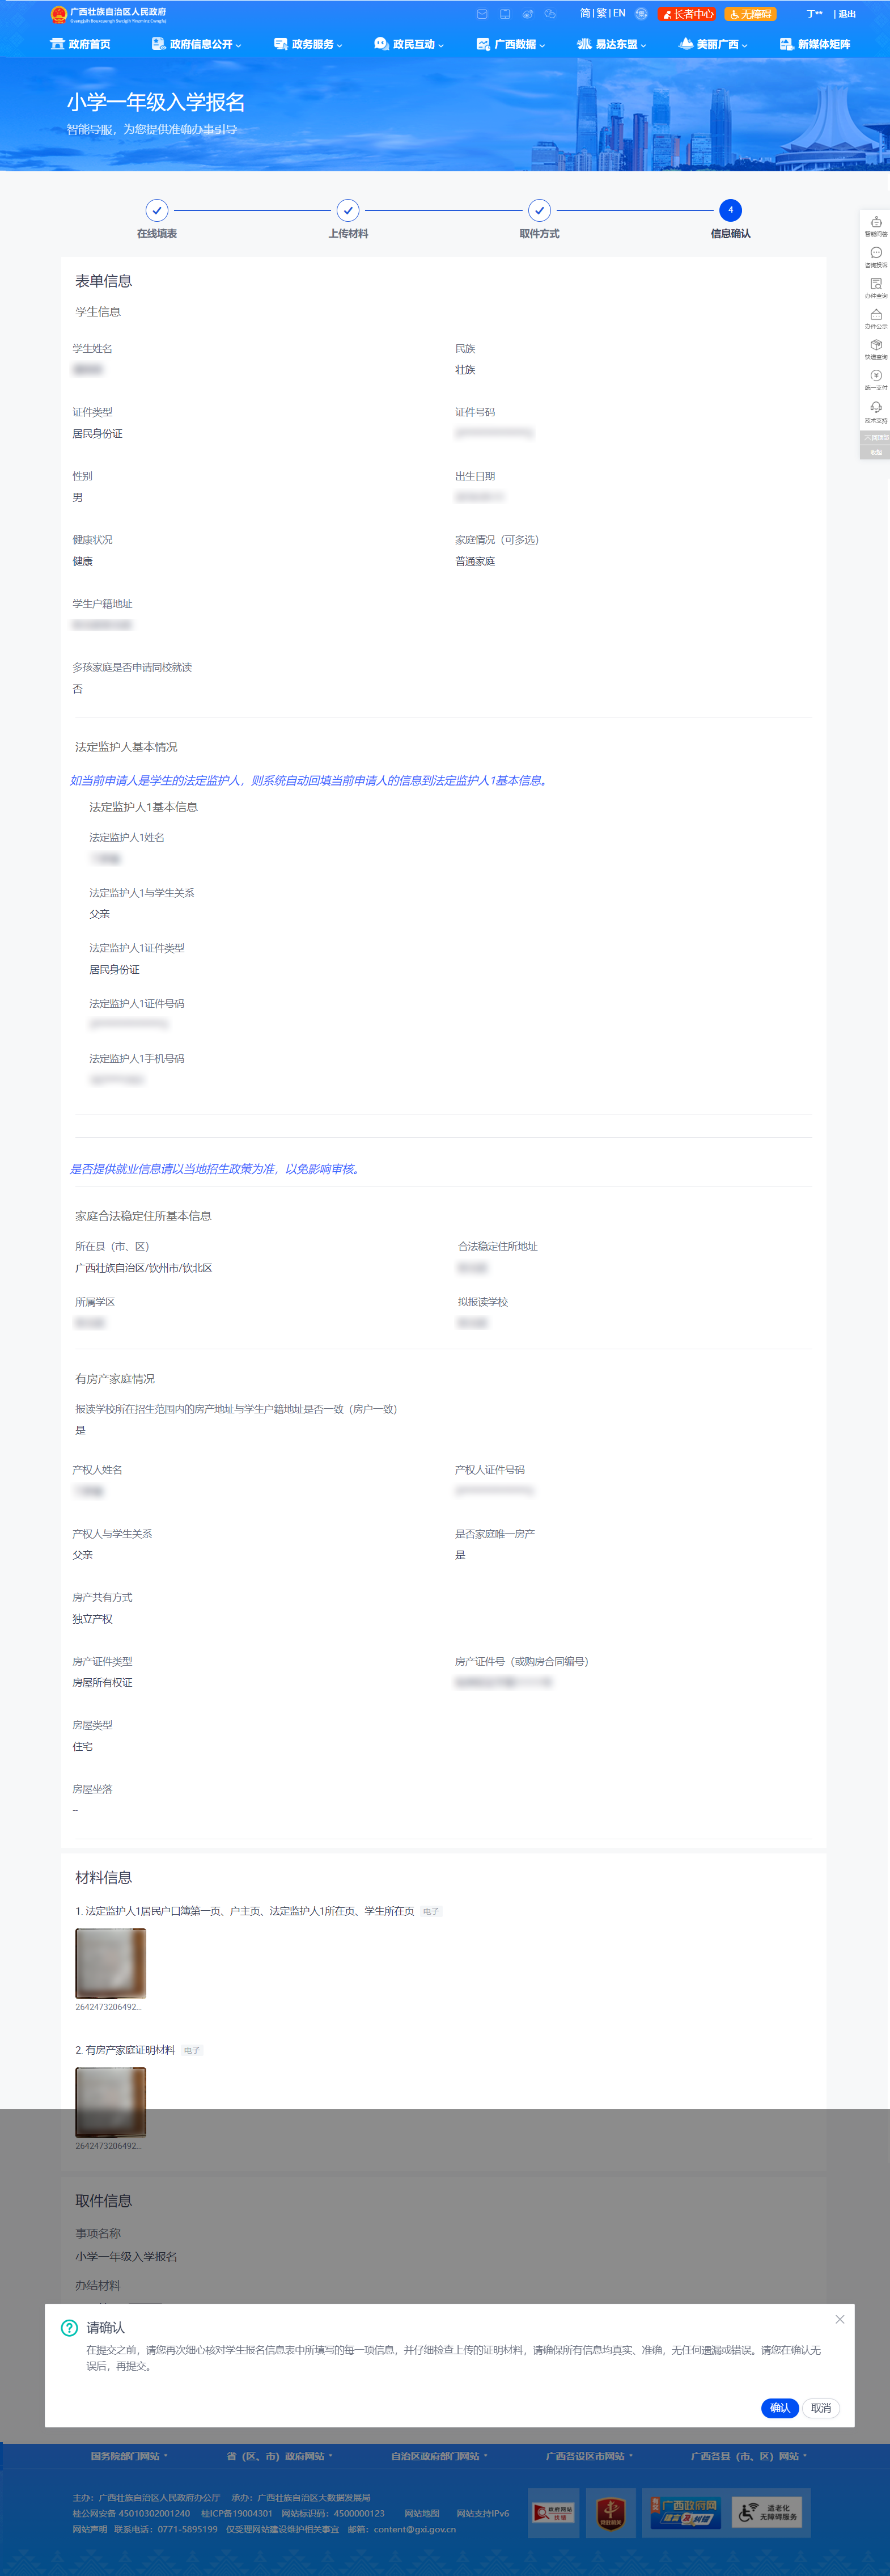 广西壮族自治区人民政府
简 | 繁 | EN
长者中心
无障碍
丁**
| 退出
政府首页
政府信息公开
政务服务
政民互动
广西数据
易达东盟
美丽广西
新媒体矩阵
小学一年级入学报名
智能导服，为您提供准确办事引导
4
在线填表
上传材料
取件方式
信息确认
智能问答
咨询投诉
办件查询
办件公示
快递查询
统一支付
技术支持
表单信息
学生信息
学生姓名
民族
壮族
证件类型
证件号码
居民身份证
性别
出生日期
男
健康状况
家庭情况（可多选）
健康
普通家庭
学生户籍地址
多孩家庭是否申请同校就读
否
法定监护人基本情况
如当前申请人是学生的法定监护人，则系统自动回填当前申请人的信息到法定监护人1基本信息。
法定监护人1基本信息
法定监护人1姓名
法定监护人1与学生关系
父亲
法定监护人1证件类型
居民身份证
法定监护人1证件号码
法定监护人1手机号码
是否提供就业信息请以当地招生政策为准，以免影响审核。
家庭合法稳定住所基本信息
所在县（市、区）
合法稳定住所地址
广西壮族自治区/钦州市/钦北区
所属学区
拟报读学校
有房产家庭情况
报读学校所在招生范围内的房产地址与学生户籍地址是否一致（房户一致）
是
产权人姓名
产权人证件号码
产权人与学生关系
是否家庭唯一房产
父亲
是
房产共有方式
独立产权
房产证件类型
房产证件号（或购房合同编号）
房屋所有权证
房屋类型
住宅
房屋坐落
--
材料信息
1. 法定监护人1居民户口簿第一页、户主页、法定监护人1所在页、学生所在页 电子
2642473206492...
2. 有房产家庭证明材料 电子
2642473206492...
取件信息
事项名称
小学一年级入学报名
办结材料
请确认
在提交之前，请您再次细心核对学生报名信息表中所填写的每一项信息，并仔细检查上传的证明材料，请确保所有信息均真实、准确，无任何遗漏或错误。请您在确认无
误后，再提交。
确认
取消
国务院部门网站
省（区、市）政府网站
自治区政府部门网站
广西各设区市网站
广西各县（市、区）网站
主办：广西壮族自治区人民政府办公厅 承办：广西壮族自治区大数据发展局
桂公网安备 45010302001240 桂ICP备19004301 网站标识码：4500000123 网站地图 网站支持IPv6
网站声明 联系电话：0771-5895199 仅受理网站建设维护相关事宜 邮箱：content@gxi.gov.cn
政府网站
找错
广西政府网
适老化
无障碍服务